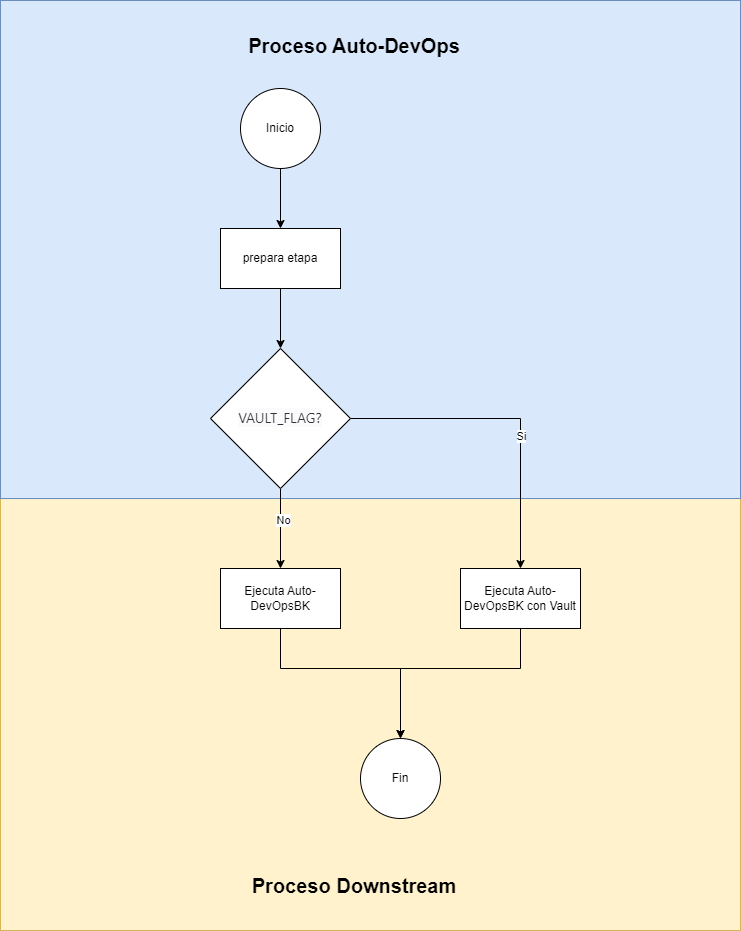 Proceso Auto-DevOps
Inicio
prepara etapa
VAULT_FLAG?
Si
No
Ejecuta Auto-
DevOpsBK
Ejecuta Auto-
DevOpsBK con Vault
Fin
Proceso Downstream